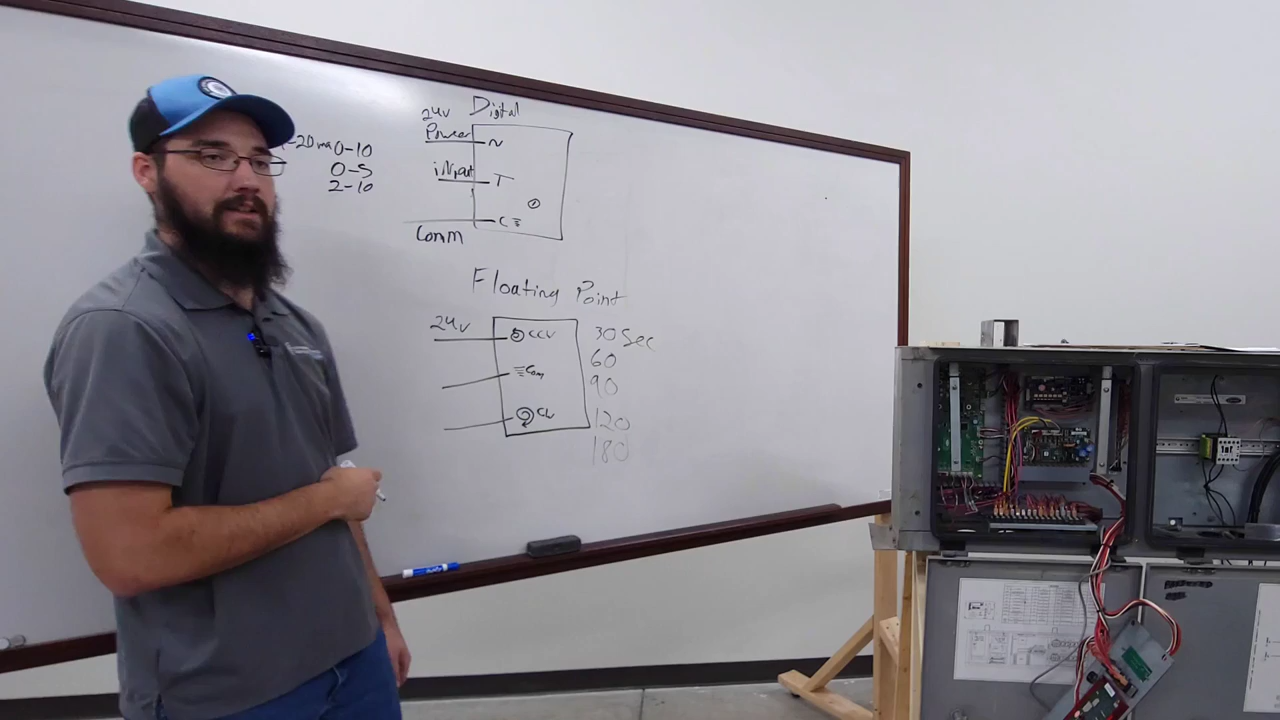 Digital
24v
Power ~
iNput T
Comm C
-20ma 0-10
0-5
2-10
Floating Point
24v CCW
Com
CW
30 Sec
60
90
120
180